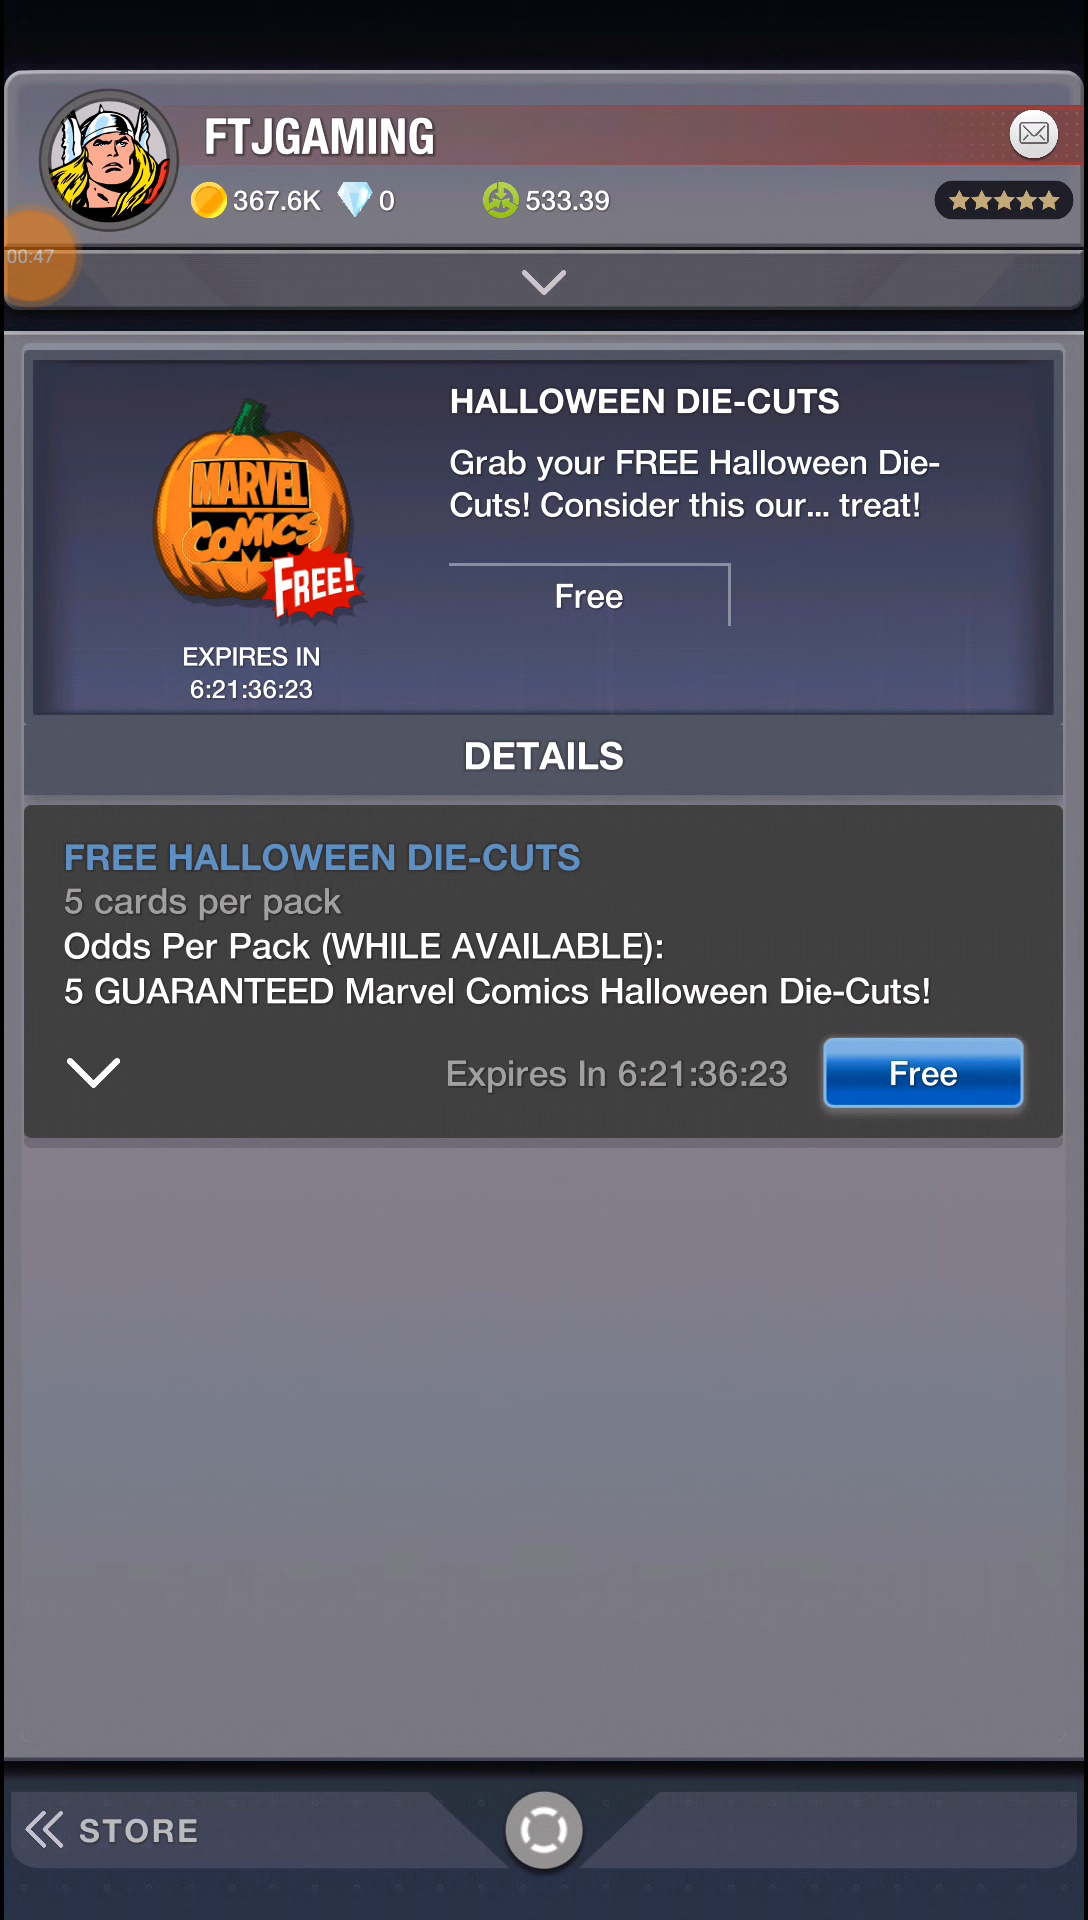 FTJGAMING
367.6K 0 533.39
00:47
HALLOWEEN DIE-CUTS
Grab your FREE Halloween Die-
Cuts! Consider this our... treat!
Free
MARVEL
COMICS
FREE!
EXPIRES IN
6:21:36:23
DETAILS
FREE HALLOWEEN DIE-CUTS
5 cards per pack
Odds Per Pack (WHILE AVAILABLE):
5 GUARANTEED Marvel Comics Halloween Die-Cuts!
Expires In 6:21:36:23 Free
STORE